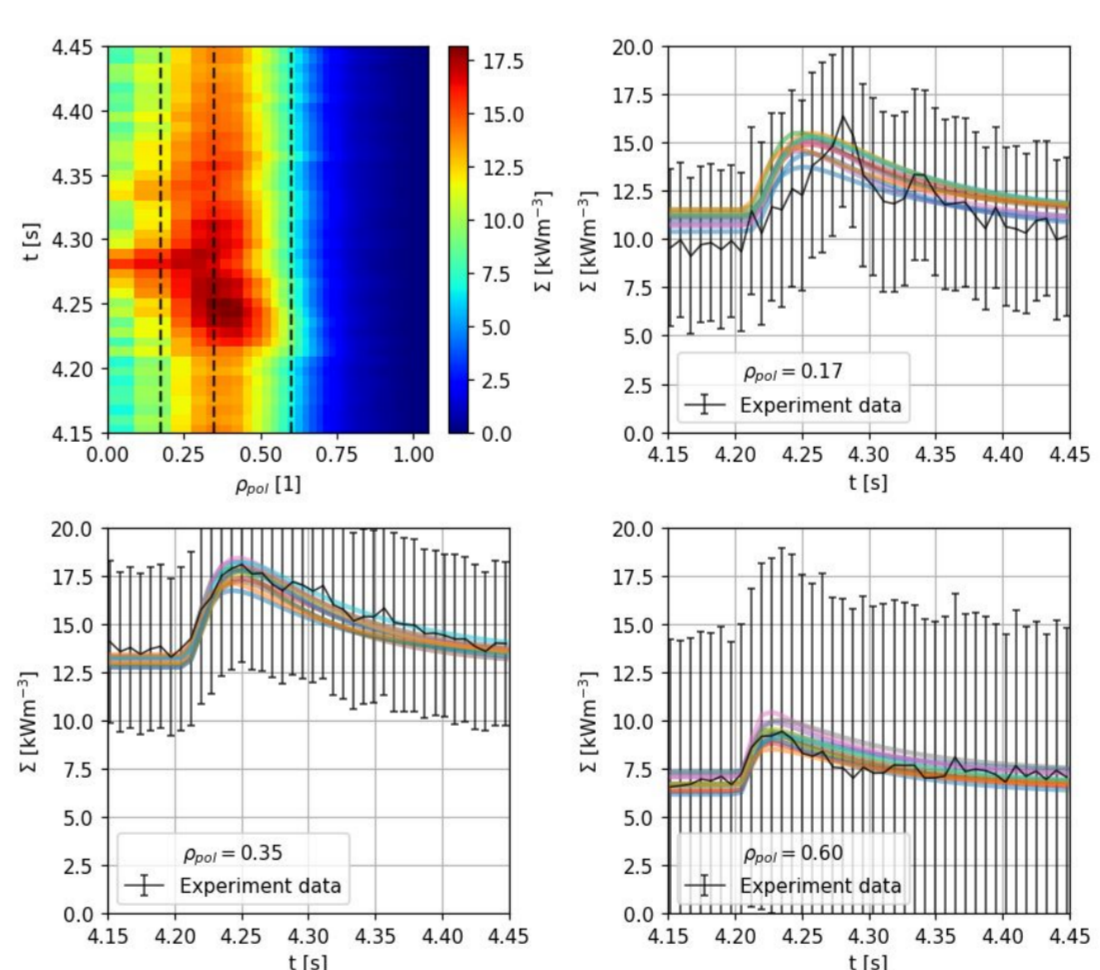 4.45
4.40
4.35
4.30
4.25
4.20
4.15
t [s]
0.00 0.25 0.50 0.75 1.00
ρpol [1]
17.5
15.0
12.5
10.0
7.5
5.0
2.5
0.0
Σ [kWm−3]
20.0
17.5
15.0
12.5
10.0
7.5
5.0
2.5
0.0
Σ [kWm−3]
ρpol = 0.17
Experiment data
4.15 4.20 4.25 4.30 4.35 4.40 4.45
t [s]
20.0
17.5
15.0
12.5
10.0
7.5
5.0
2.5
0.0
Σ [kWm−3]
ρpol = 0.35
Experiment data
4.15 4.20 4.25 4.30 4.35 4.40 4.45
t [s]
20.0
17.5
15.0
12.5
10.0
7.5
5.0
2.5
0.0
Σ [kWm−3]
ρpol = 0.60
Experiment data
4.15 4.20 4.25 4.30 4.35 4.40 4.45
t [s]